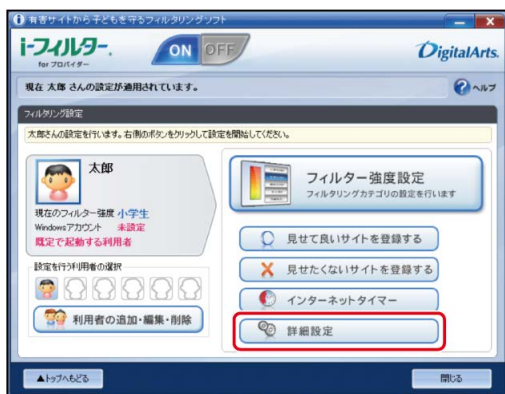 有害サイトから子どもを守るフィルタリングソフト
i-フィルター®
for プロバイダー
ON OFF
DigitalArts.
現在 太郎 さんの設定が適用されています。
ヘルプ
フィルタリング設定
太郎さんの設定を行います。右側のボタンをクリックして設定を開始してください。
太郎
現在のフィルター強度 小学生
Windowsアカウント 未設定
既定で起動する利用者
設定を行う利用者の選択
利用者の追加・編集・削除
フィルター強度設定
フィルタリングカテゴリの設定を行います
見せて良いサイトを登録する
見せたくないサイトを登録する
インターネットタイマー
詳細設定
▲トップへもどる
閉じる